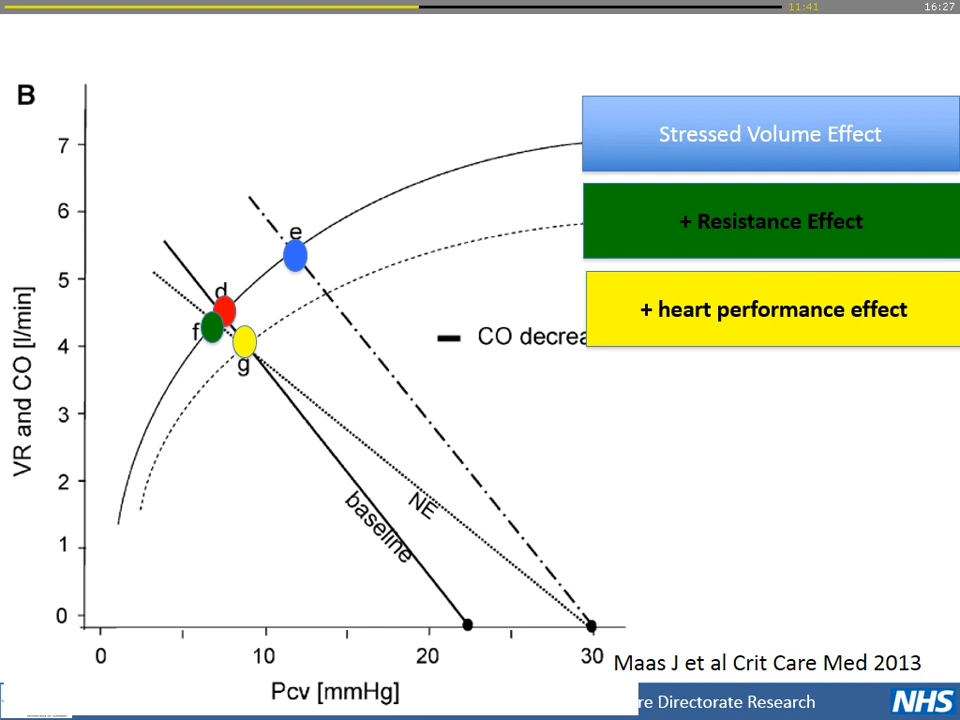 11:41
16:27
B
Stressed Volume Effect
+ Resistance Effect
+ heart performance effect
CO decrea
VR and CO [l/min]
7
6
5
4
3
2
1
0
e
d
f
g
baseline
NE
0
10
20
30
Pcv [mmHg]
Maas J et al Crit Care Med 2013
re Directorate Research
NHS